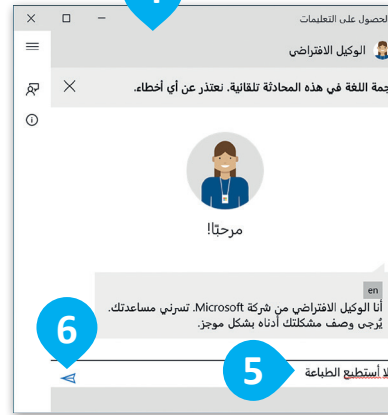 الحصول على التعليمات
الوكيل الافتراضي
اللغة في هذه المحادثة تلقائية. نعتذر عن أي أخطاء.
مرحبًا!
en
أنا الوكيل الافتراضي من شركة Microsoft. تسرني مساعدتك.
يُرجى وصف مشكلتك أدناه بشكل موجز.
6
5
لا أستطيع الطباعة